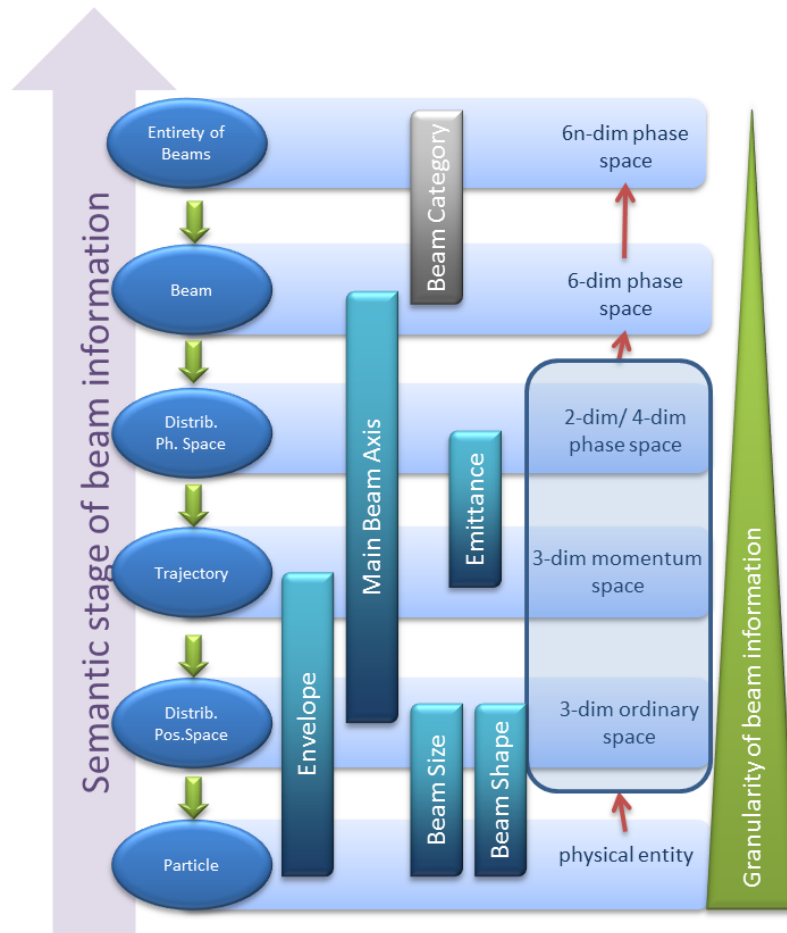 Semantic stage of beam information
Entirety of
Beams
Beam Category
6n-dim phase
space
Beam
6-dim phase
space
Main Beam Axis
Distrib.
Ph. Space
Emittance
2-dim/ 4-dim
phase space
Trajectory
3-dim momentum
space
Envelope
Distrib.
Pos.Space
Beam Size
Beam Shape
3-dim ordinary
space
Particle
physical entity
Granularity of beam information